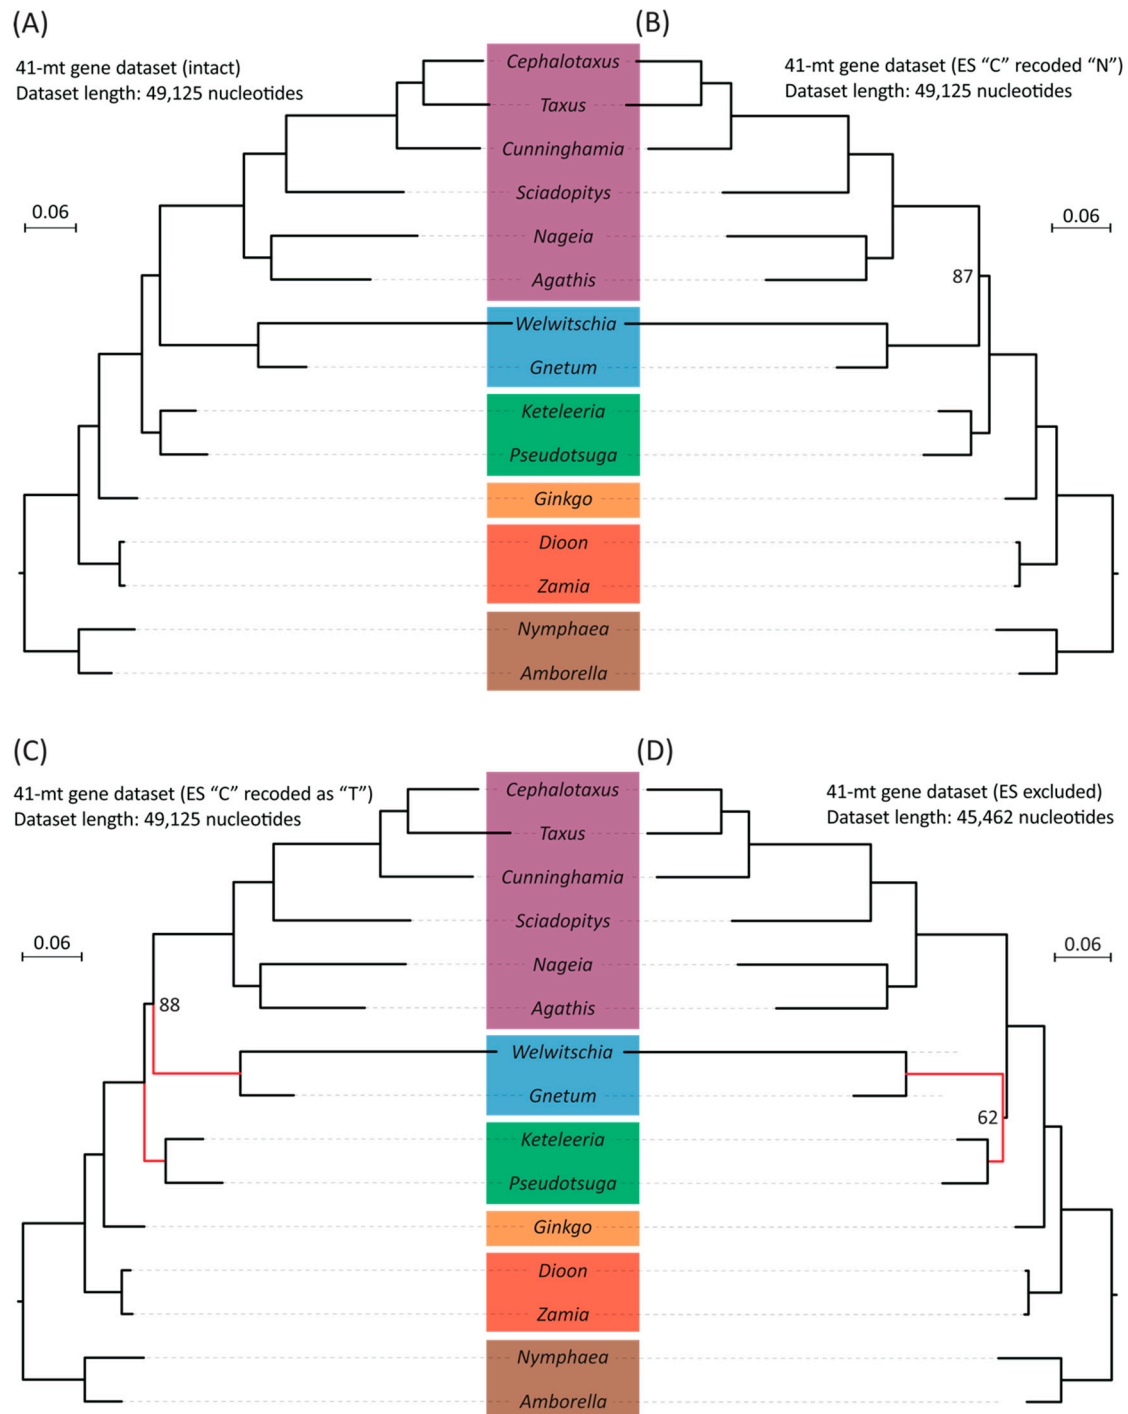 (A)
(B)
41-mt gene dataset (intact)
Dataset length: 49,125 nucleotides
41-mt gene dataset (ES “C” recoded “N”)
Dataset length: 49,125 nucleotides
Cephalotaxus
Taxus
Cunninghamia
Sciadopitys
0.06
0.06
Nageia
Agathis
87
Welwitschia
Gnetum
Keteleeria
Pseudotsuga
Ginkgo
Dioon
Zamia
Nymphaea
Amborella
(C)
(D)
41-mt gene dataset (ES “C” recoded as “T”)
Dataset length: 49,125 nucleotides
41-mt gene dataset (ES excluded)
Dataset length: 45,462 nucleotides
Cephalotaxus
Taxus
Cunninghamia
Sciadopitys
0.06
0.06
Nageia
Agathis
88
Welwitschia
Gnetum
62
Keteleeria
Pseudotsuga
Ginkgo
Dioon
Zamia
Nymphaea
Amborella